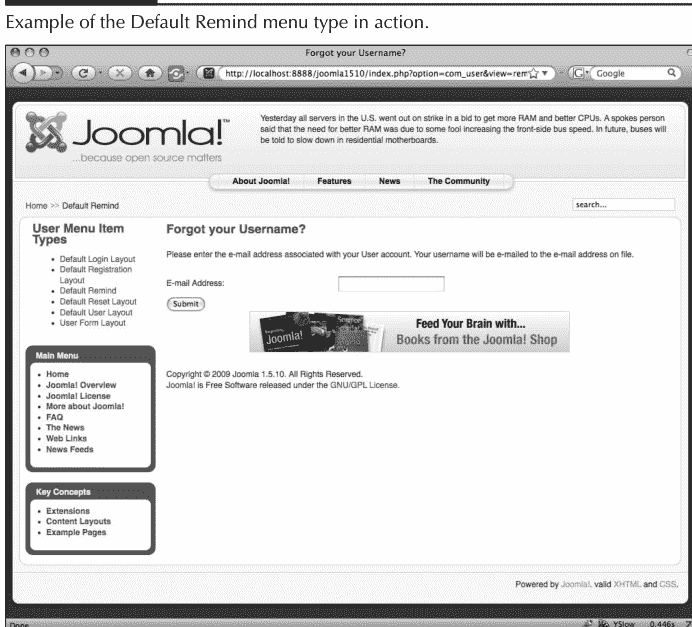 Example of the Default Remind menu type in action.
Forgot your Username?
http://localhost:8888/joomla1510/index.php?option=com_user&view=rem
Google
Joomla!™
...because open source matters
Yesterday all servers in the U.S. went out on strike in a bid to get more RAM and better CPUs. A spokes person
said that the need for better RAM was due to some fool increasing the front-side bus speed. In future, buses will
be told to slow down in residential motherboards.
About Joomla!
Features
News
The Community
Home >> Default Remind
search...
User Menu Item
Types
Default Login Layout
Default Registration
Layout
Default Remind
Default Reset Layout
Default User Layout
User Form Layout
Forgot your Username?
Please enter the e-mail address associated with your User account. Your username will be e-mailed to the e-mail address on file.
E-mail Address:
Submit
Joomla!
Feed Your Brain with...
Books from the Joomla! Shop
Main Menu
Home
Joomla! Overview
Joomla! License
More about Joomla!
FAQ
The News
Web Links
News Feeds
Copyright © 2009 Joomla 1.5.10. All Rights Reserved.
Joomla! is Free Software released under the GNU/GPL License.
Key Concepts
Extensions
Content Layouts
Example Pages
Powered by Joomla!. valid XHTML and CSS.
Done
YSlow
0.446s